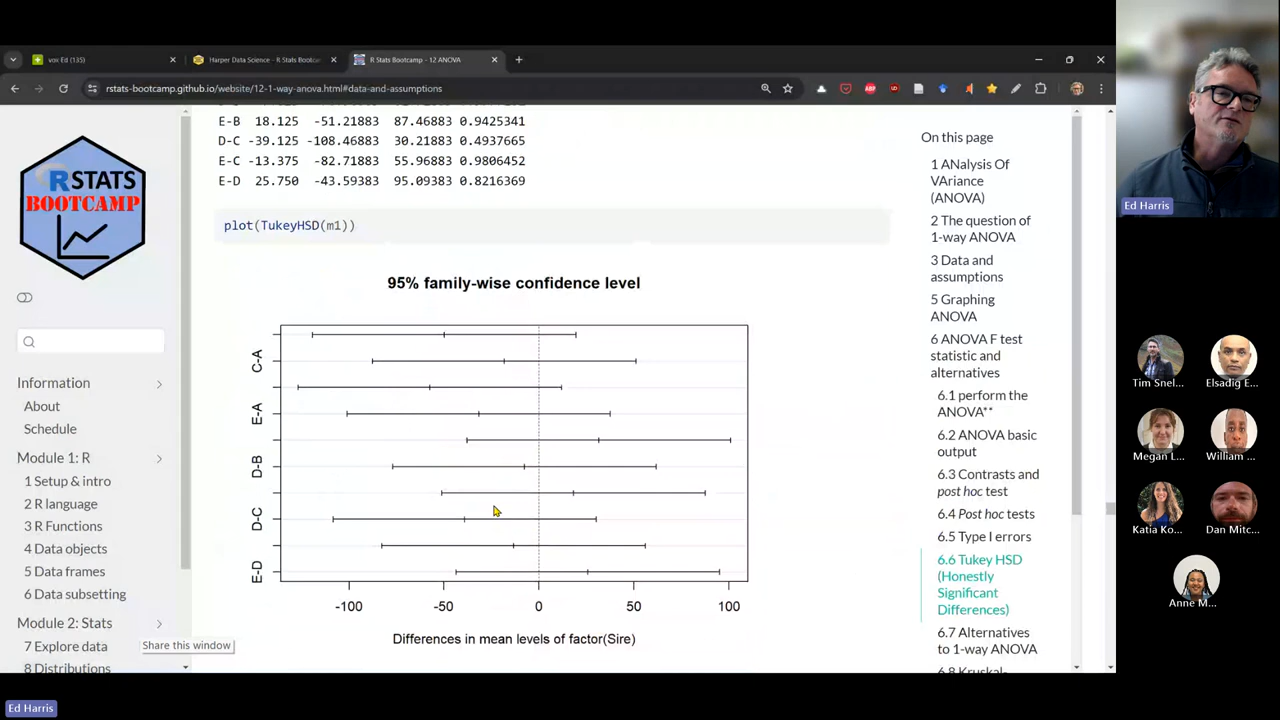 vox Ed (135)
Harper Data Science - R Stats Bootc
R Stats Bootcamp - 12 ANOVA
rstats-bootcamp.github.io/website/12-1-way-anova.html#data-and-assumptions
RSTATS
BOOTCAMP
Information
About
Schedule
Module 1: R
1 Setup & intro
2 R language
3 R Functions
4 Data objects
5 Data frames
6 Data subsetting
Module 2: Stats
7 Explore data
8 Distributions
Share this window
E-B 18.125 -51.21883 87.46883 0.9425341
D-C -39.125 -108.46883 30.21883 0.4937665
E-C -13.375 -82.71883 55.96883 0.9806452
E-D 25.750 -43.59383 95.09383 0.8216369
plot(TukeyHSD(m1))
95% family-wise confidence level
C-A
E-A
D-B
D-C
E-D
-100 -50 0 50 100
Differences in mean levels of factor(Sire)
On this page
1 ANalysis Of
VAriance
(ANOVA)
2 The question of
1-way ANOVA
3 Data and
assumptions
5 Graphing
ANOVA
6 ANOVA F test
statistic and
alternatives
6.1 perform the
ANOVA**
6.2 ANOVA basic
output
6.3 Contrasts and
post hoc test
6.4 Post hoc tests
6.5 Type I errors
6.6 Tukey HSD
(Honestly
Significant
Differences)
6.7 Alternatives
to 1-way ANOVA
6.8 Kruskal-
Ed Harris
Tim Snel...
Elsadig E...
Megan L...
William ...
Katia Ko...
Dan Mitc...
Anne M...
Ed Harris